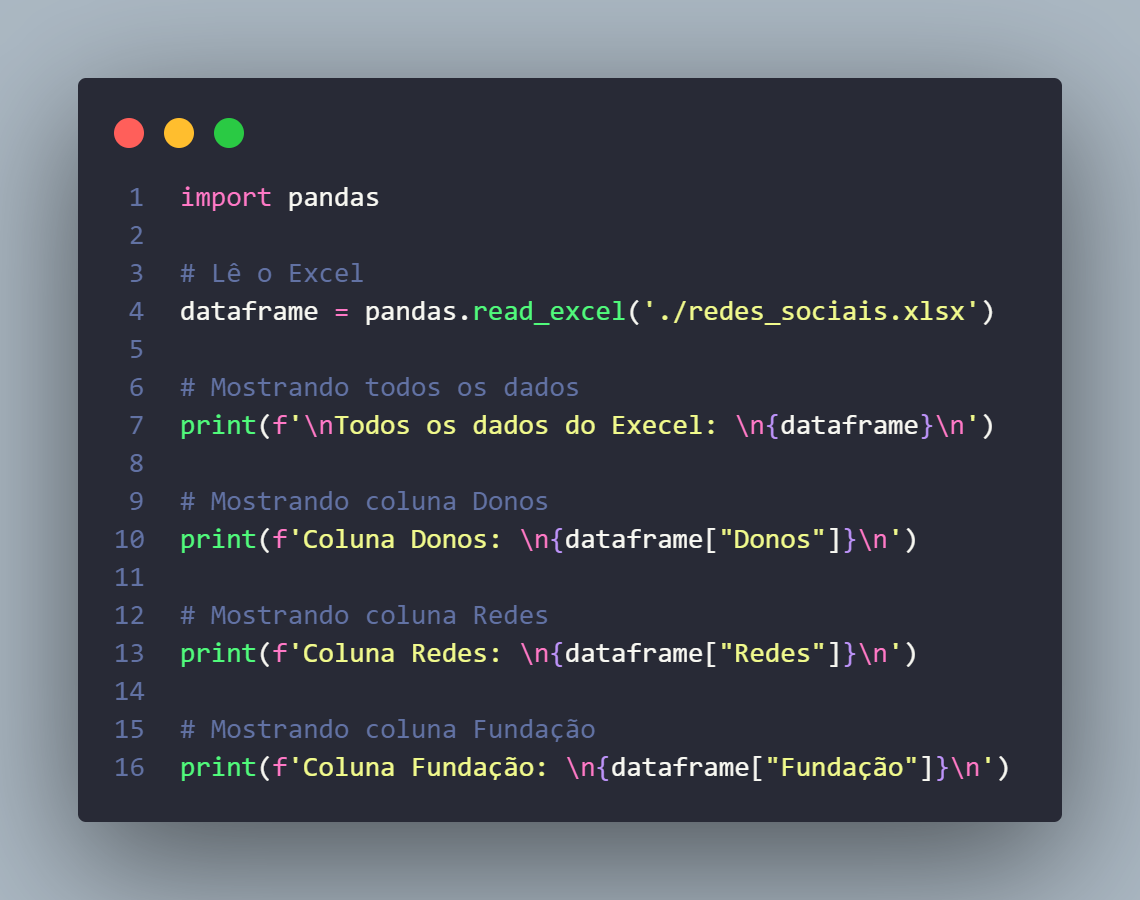 1 import pandas
2
3 # Lê o Excel
4 dataframe = pandas.read_excel('./redes_sociais.xlsx')
5
6 # Mostrando todos os dados
7 print(f'\nTodos os dados do Execel: \n{dataframe}\n')
8
9 # Mostrando coluna Donos
10 print(f'Coluna Donos: \n{dataframe["Donos"]}\n')
11
12 # Mostrando coluna Redes
13 print(f'Coluna Redes: \n{dataframe["Redes"]}\n')
14
15 # Mostrando coluna Fundação
16 print(f'Coluna Fundação: \n{dataframe["Fundação"]}\n')